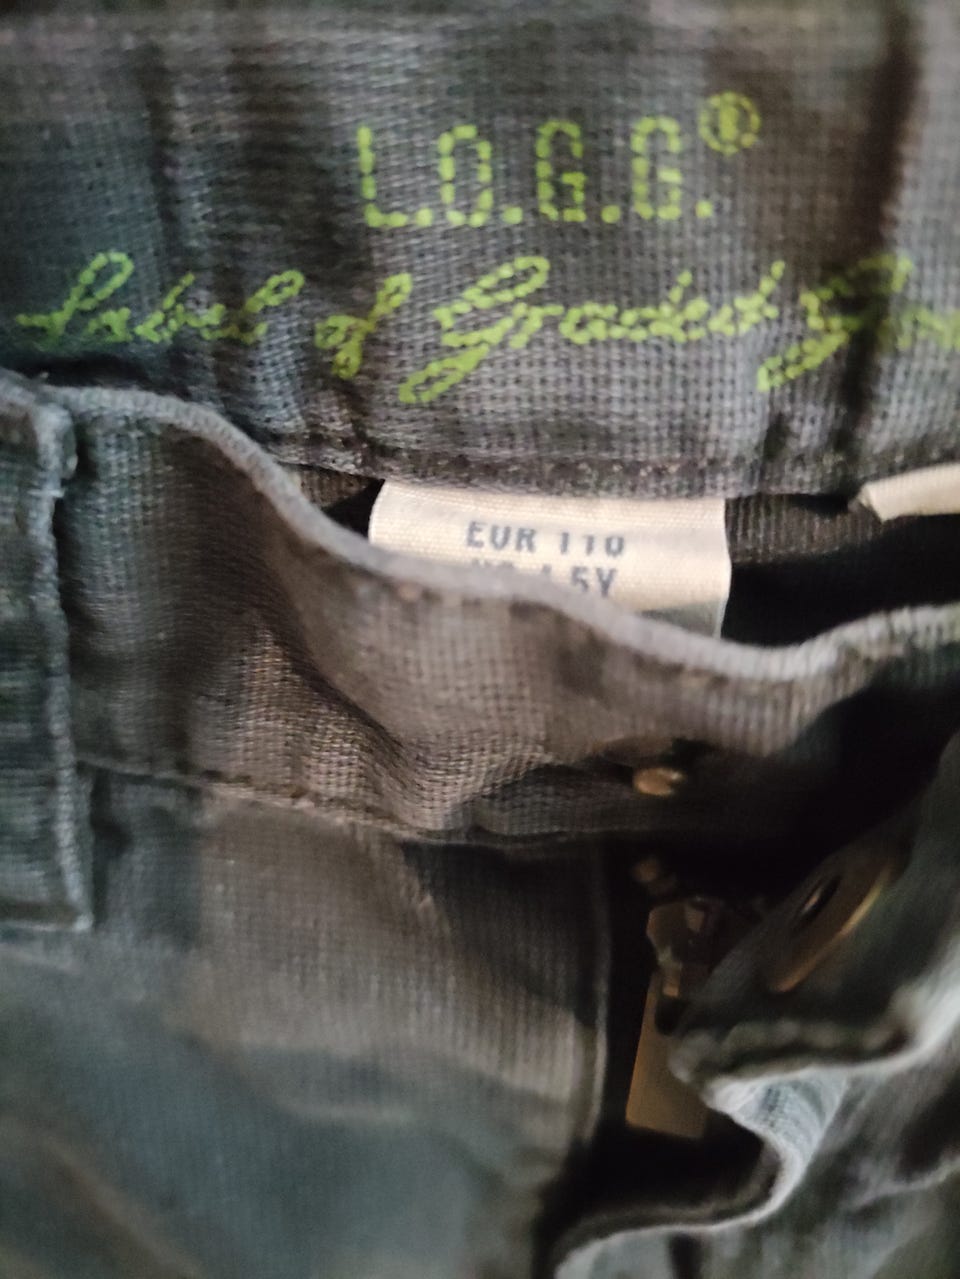 L.O.G.G.®
Label of Graded
EUR 110